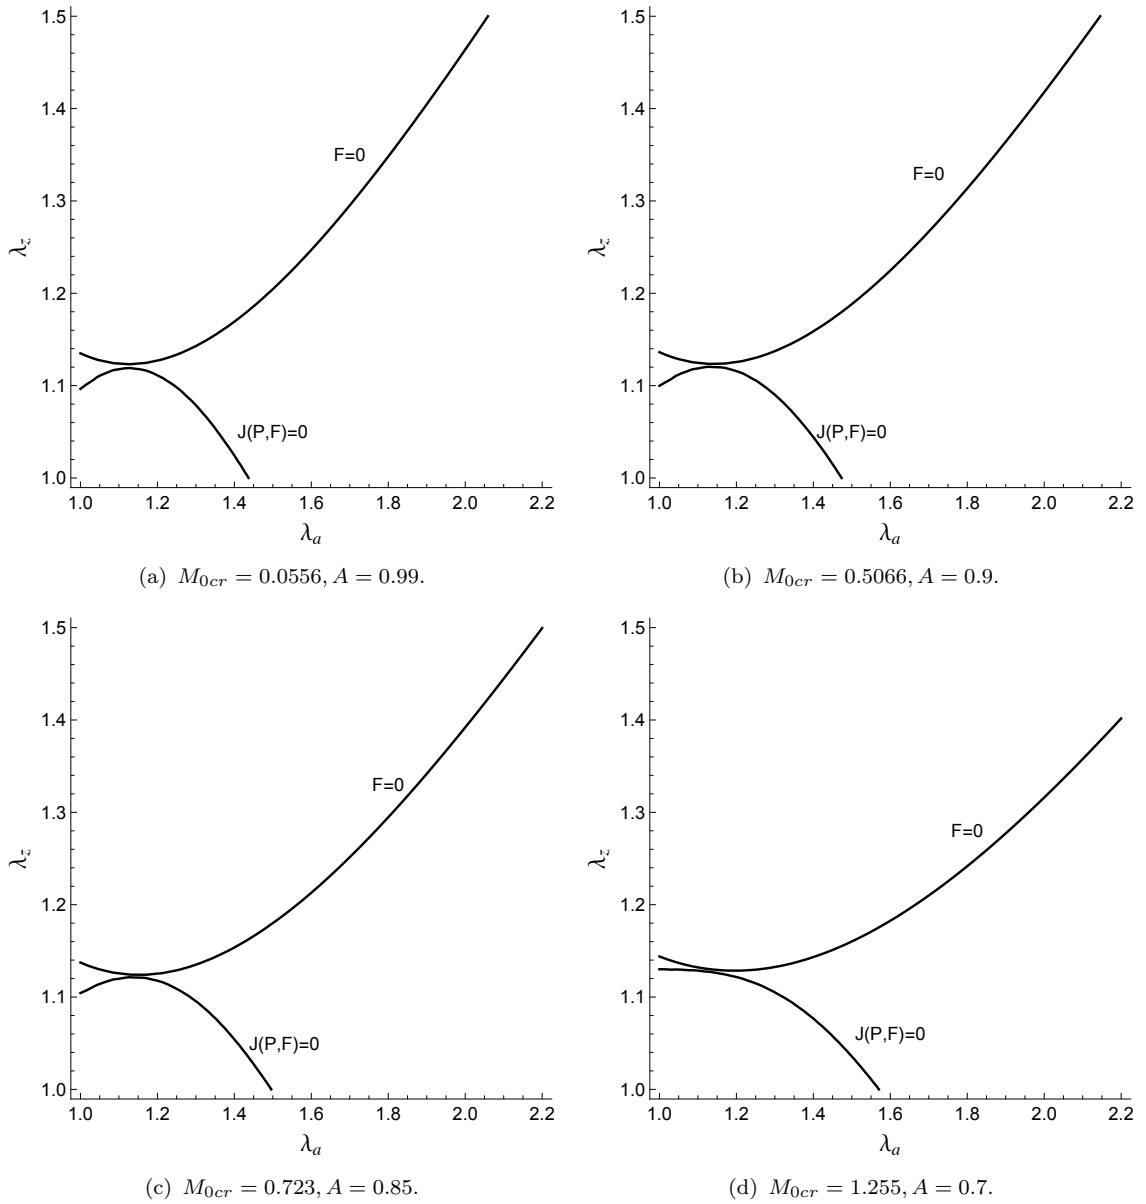 1.5
1.4
1.3
1.2
1.1
1.0
λz
F=0
J(P,F)=0
1.0 1.2 1.4 1.6 1.8 2.0 2.2
λa
(a) M0cr = 0.0556, A = 0.99.
1.5
1.4
1.3
1.2
1.1
1.0
λz
F=0
J(P,F)=0
1.0 1.2 1.4 1.6 1.8 2.0 2.2
λa
(b) M0cr = 0.5066, A = 0.9.
1.5
1.4
1.3
1.2
1.1
1.0
λz
F=0
J(P,F)=0
1.0 1.2 1.4 1.6 1.8 2.0 2.2
λa
(c) M0cr = 0.723, A = 0.85.
1.5
1.4
1.3
1.2
1.1
1.0
λz
F=0
J(P,F)=0
1.0 1.2 1.4 1.6 1.8 2.0 2.2
λa
(d) M0cr = 1.255, A = 0.7.